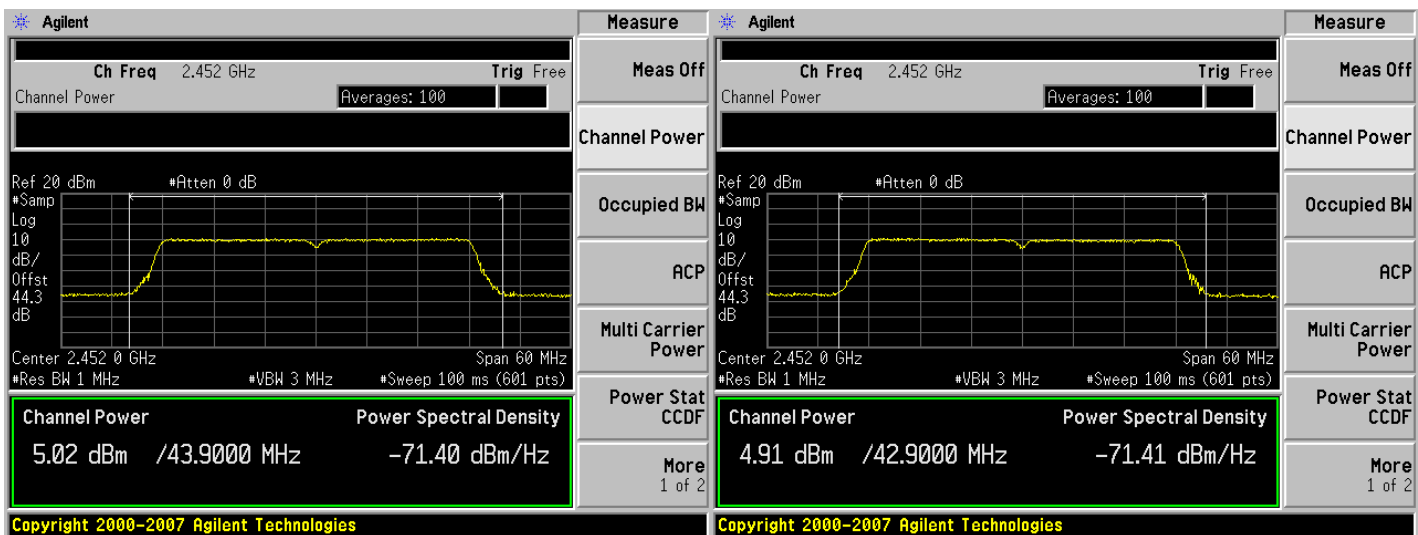 Agilent
Measure
Ch Freq 2.452 GHz Trig Free
Meas Off
Channel Power Averages: 100
Channel Power
Ref 20 dBm #Atten 0 dB
#Samp
Log
10
dB/
Offst
44.3
dB
Occupied BW
ACP
Multi Carrier
Power
Center 2.452 0 GHz Span 60 MHz
#Res BW 1 MHz #VBW 3 MHz #Sweep 100 ms (601 pts)
Power Stat
CCDF
Channel Power Power Spectral Density
5.02 dBm /43.9000 MHz -71.40 dBm/Hz
More
1 of 2
Copyright 2000-2007 Agilent Technologies
Agilent
Measure
Ch Freq 2.452 GHz Trig Free
Meas Off
Channel Power Averages: 100
Channel Power
Ref 20 dBm #Atten 0 dB
#Samp
Log
10
dB/
Offst
44.3
dB
Occupied BW
ACP
Multi Carrier
Power
Center 2.452 0 GHz Span 60 MHz
#Res BW 1 MHz #VBW 3 MHz #Sweep 100 ms (601 pts)
Power Stat
CCDF
Channel Power Power Spectral Density
4.91 dBm /42.9000 MHz -71.41 dBm/Hz
More
1 of 2
Copyright 2000-2007 Agilent Technologies